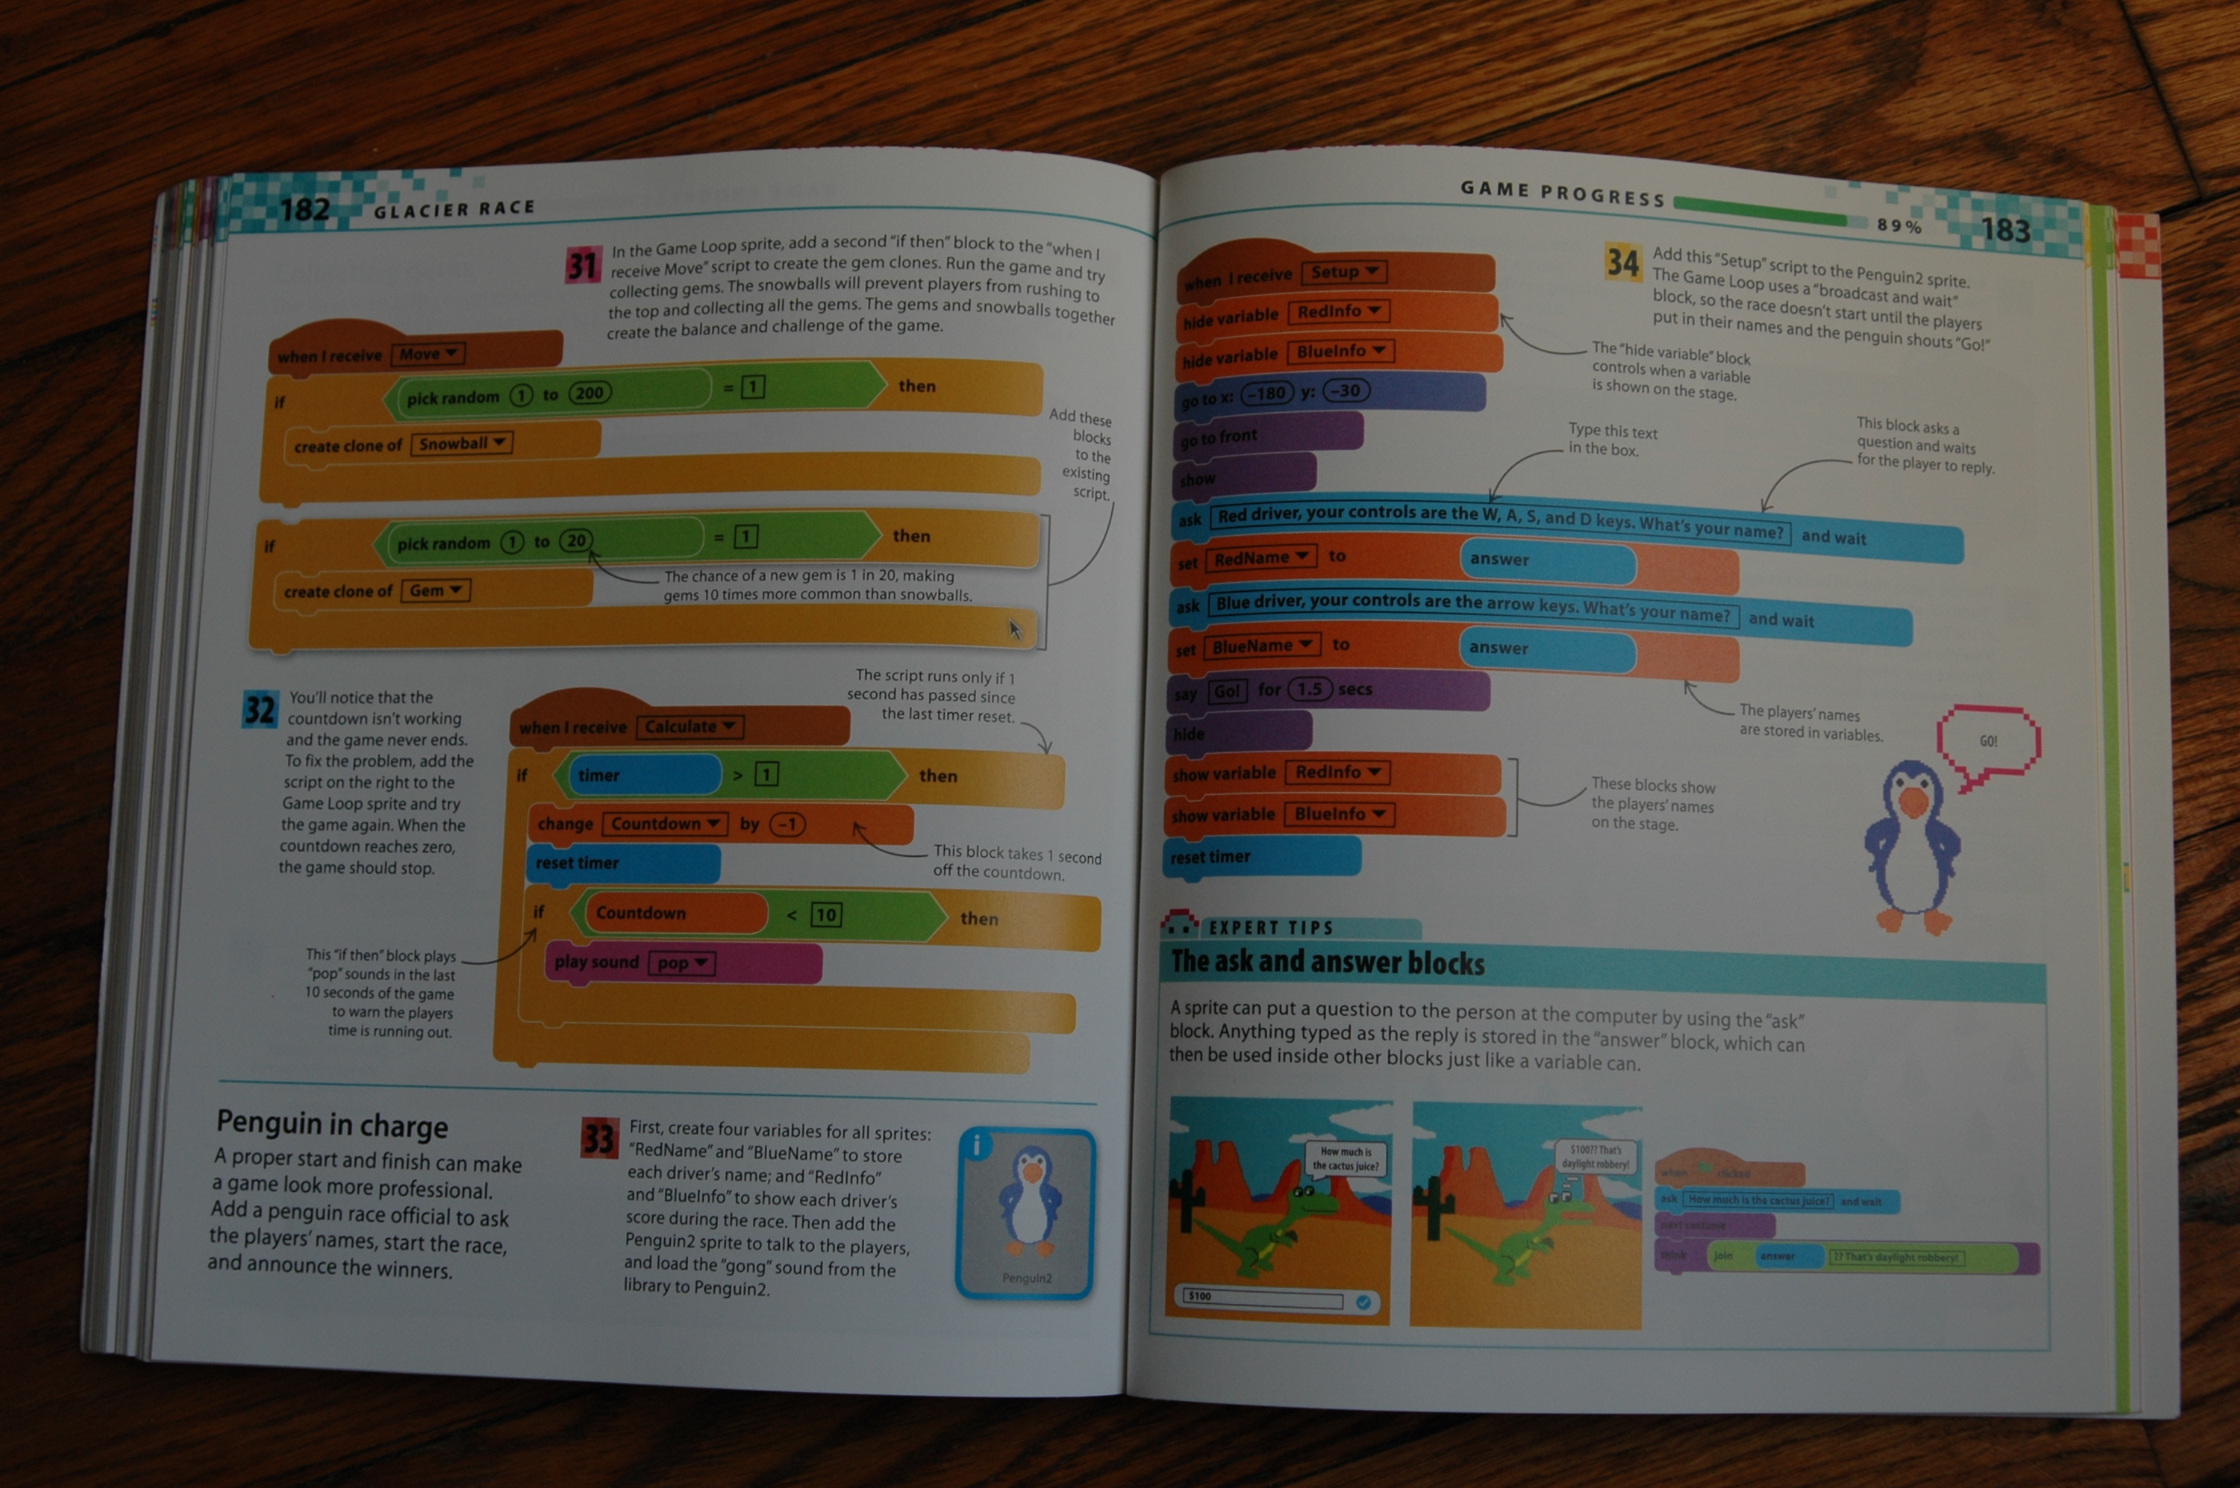 182 GLACIER RACE
31
In the Game Loop sprite, add a second "if then" block to the "when I
receive Move" script to create the gem clones. Run the game and try
collecting gems. The snowballs will prevent players from rushing to
the top and collecting all the gems. The gems and snowballs together
create the balance and challenge of the game.
when I receive Move
if pick random 1 to 200 = 1 then
create clone of Snowball
Add these
blocks
to the
existing
script.
if pick random 1 to 20 = 1 then
create clone of Gem
The chance of a new gem is 1 in 20, making
gems 10 times more common than snowballs.
32
You'll notice that the
countdown isn't working
and the game never ends.
To fix the problem, add the
script on the right to the
Game Loop sprite and try
the game again. When the
countdown reaches zero,
the game should stop.
The script runs only if 1
second has passed since
the last timer reset.
when I receive Calculate
if timer > 1 then
change Countdown by -1
This block takes 1 second
off the countdown.
reset timer
if Countdown < 10 then
play sound pop
This "if then" block plays
"pop" sounds in the last
10 seconds of the game
to warn the players
time is running out.
Penguin in charge
A proper start and finish can make
a game look more professional.
Add a penguin race official to ask
the players' names, start the race,
and announce the winners.
33
First, create four variables for all sprites:
"RedName" and "BlueName" to store
each driver's name; and "RedInfo"
and "BlueInfo" to show each driver's
score during the race. Then add the
Penguin2 sprite to talk to the players,
and load the "gong" sound from the
library to Penguin2.
i
Penguin2
GAME PROGRESS 89% 183
34
Add this "Setup" script to the Penguin2 sprite.
The Game Loop uses a "broadcast and wait"
block, so the race doesn't start until the players
put in their names and the penguin shouts "Go!"
when I receive Setup
hide variable RedInfo
hide variable BlueInfo
The "hide variable" block
controls when a variable
is shown on the stage.
go to x: -180 y: -30
go to front
show
Type this text
in the box.
This block asks a
question and waits
for the player to reply.
ask Red driver, your controls are the W, A, S, and D keys. What's your name? and wait
set RedName to answer
ask Blue driver, your controls are the arrow keys. What's your name? and wait
set BlueName to answer
say Go! for 1.5 secs
hide
The players' names
are stored in variables.
show variable RedInfo
show variable BlueInfo
These blocks show
the players' names
on the stage.
reset timer
GO!
EXPERT TIPS
The ask and answer blocks
A sprite can put a question to the person at the computer by using the "ask"
block. Anything typed as the reply is stored in the "answer" block, which can
then be used inside other blocks just like a variable can.
How much is
the cactus juice?
$100
$100?? That's
daylight robbery!
when clicked
ask How much is the cactus juice? and wait
next costume
think join answer ?? That's daylight robbery!